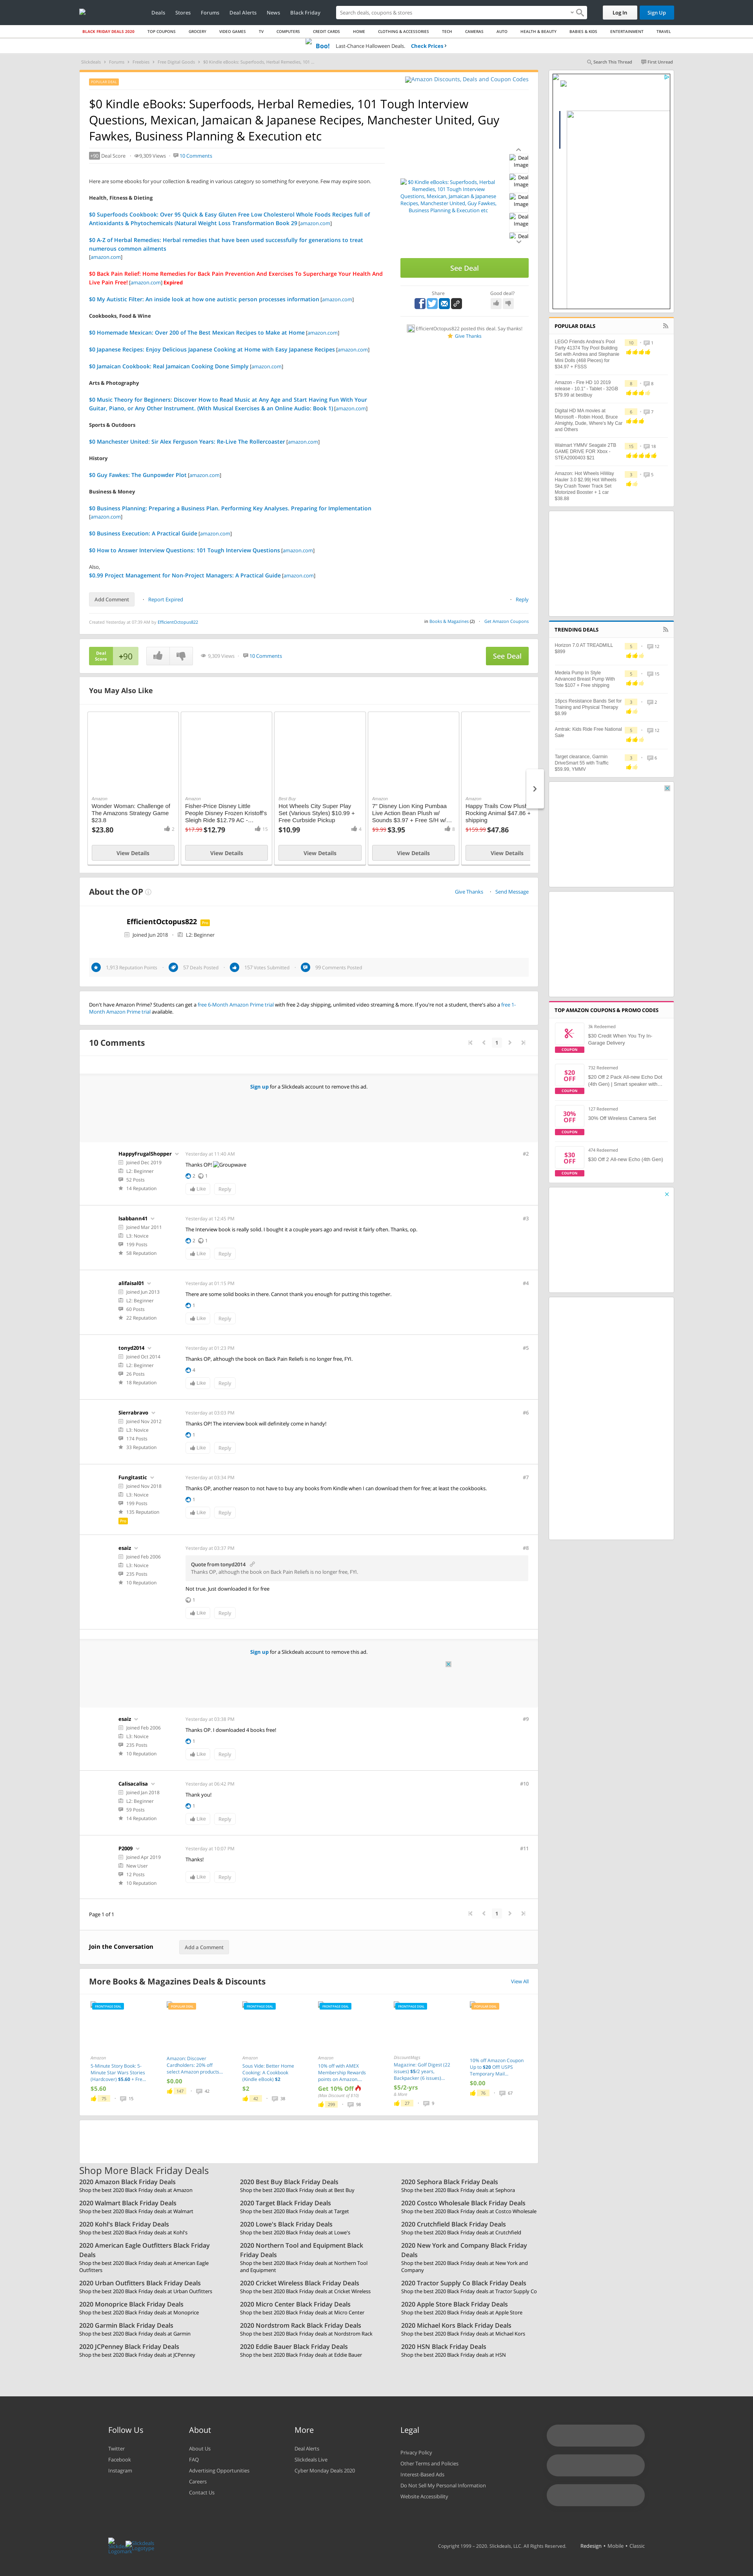 Deals Stores Forums Deal Alerts News Black Friday
Search deals, coupons & stores
Log In
Sign Up
BLACK FRIDAY DEALS 2020 TOP COUPONS GROCERY VIDEO GAMES TV COMPUTERS CREDIT CARDS HOME CLOTHING & ACCESSORIES TECH CAMERAS AUTO HEALTH & BEAUTY BABIES & KIDS ENTERTAINMENT TRAVEL
Boo! Last-Chance Halloween Deals. Check Prices
Slickdeals Forums Freebies Free Digital Goods $0 Kindle eBooks: Superfoods, Herbal Remedies, 101 ...
Search This Thread First Unread
POPULAR DEAL
Amazon Discounts, Deals and Coupon Codes
$0 Kindle eBooks: Superfoods, Herbal Remedies, 101 Tough Interview
Questions, Mexican, Jamaican & Japanese Recipes, Manchester United, Guy
Fawkes, Business Planning & Execution etc
+90 Deal Score 9,309 Views 10 Comments
Here are some ebooks for your collection & reading in various category so something for everyone. Few may expire soon.
Health, Fitness & Dieting
$0 Superfoods Cookbook: Over 95 Quick & Easy Gluten Free Low Cholesterol Whole Foods Recipes full of
Antioxidants & Phytochemicals (Natural Weight Loss Transformation Book 29 [amazon.com]
$0 A-Z of Herbal Remedies: Herbal remedies that have been used successfully for generations to treat
numerous common ailments
[amazon.com]
$0 Back Pain Relief: Home Remedies For Back Pain Prevention And Exercises To Supercharge Your Health And
Live Pain Free! [amazon.com] Expired
$0 My Autistic Filter: An inside look at how one autistic person processes information [amazon.com]
Cookbooks, Food & Wine
$0 Homemade Mexican: Over 200 of The Best Mexican Recipes to Make at Home [amazon.com]
$0 Japanese Recipes: Enjoy Delicious Japanese Cooking at Home with Easy Japanese Recipes [amazon.com]
$0 Jamaican Cookbook: Real Jamaican Cooking Done Simply [amazon.com]
Arts & Photography
$0 Music Theory for Beginners: Discover How to Read Music at Any Age and Start Having Fun With Your
Guitar, Piano, or Any Other Instrument. (With Musical Exercises & an Online Audio: Book 1) [amazon.com]
Sports & Outdoors
$0 Manchester United: Sir Alex Ferguson Years: Re-Live The Rollercoaster [amazon.com]
History
$0 Guy Fawkes: The Gunpowder Plot [amazon.com]
Business & Money
$0 Business Planning: Preparing a Business Plan. Performing Key Analyses. Preparing for Implementation
[amazon.com]
$0 Business Execution: A Practical Guide [amazon.com]
$0 How to Answer Interview Questions: 101 Tough Interview Questions [amazon.com]
Also,
$0.99 Project Management for Non-Project Managers: A Practical Guide [amazon.com]
Add Comment Report Expired Reply
Created Yesterday at 07:39 AM by EfficientOctopus822
in Books & Magazines (2) Get Amazon Coupons
$0 Kindle eBooks: Superfoods, Herbal
Remedies, 101 Tough Interview
Questions, Mexican, Jamaican & Japanese
Recipes, Manchester United, Guy Fawkes,
Business Planning & Execution etc
Deal
Image
Deal
Image
Deal
Image
Deal
Image
Deal
See Deal
Share
Good deal?
EfficientOctopus822 posted this deal. Say thanks!
Give Thanks
Deal
Score
+90
9,309 Views 10 Comments
See Deal
You May Also Like
Amazon
Wonder Woman: Challenge of
The Amazons Strategy Game
$23.8
$23.80 2
View Details
Amazon
Fisher-Price Disney Little
People Disney Frozen Kristoff's
Sleigh Ride $12.79 AC -...
$17.99 $12.79 15
View Details
Best Buy
Hot Wheels City Super Play
Set (Various Styles) $10.99 +
Free Curbside Pickup
$10.99 4
View Details
Amazon
7" Disney Lion King Pumbaa
Live Action Bean Plush w/
Sounds $3.97 + Free S/H w/...
$9.99 $3.95 8
View Details
Amazon
Happy Trails Cow Plush
Rocking Animal $47.86 +
shipping
$159.99 $47.86
View Details
About the OP
Give Thanks Send Message
EfficientOctopus822 Pro
Joined Jun 2018 L2: Beginner
1,913 Reputation Points 57 Deals Posted 157 Votes Submitted 99 Comments Posted
Don't have Amazon Prime? Students can get a free 6-Month Amazon Prime trial with free 2-day shipping, unlimited video streaming & more. If you're not a student, there's also a free 1-
Month Amazon Prime trial available.
10 Comments
1
Sign up for a Slickdeals account to remove this ad.
HappyFrugalShopper
Joined Dec 2019
L2: Beginner
52 Posts
14 Reputation
Yesterday at 11:40 AM #2
Thanks OP! Groupwave
2 1
Like Reply
lsabbann41
Joined Mar 2011
L3: Novice
199 Posts
58 Reputation
Yesterday at 12:45 PM #3
The Interview book is really solid. I bought it a couple years ago and revisit it fairly often. Thanks, op.
2 1
Like Reply
alifaisal01
Joined Jun 2013
L2: Beginner
60 Posts
22 Reputation
Yesterday at 01:15 PM #4
There are some solid books in there. Cannot thank you enough for putting this together.
1
Like Reply
tonyd2014
Joined Oct 2014
L2: Beginner
26 Posts
18 Reputation
Yesterday at 01:23 PM #5
Thanks OP, although the book on Back Pain Reliefs is no longer free, FYI.
4
Like Reply
Sierrabravo
Joined Nov 2012
L3: Novice
174 Posts
33 Reputation
Yesterday at 03:03 PM #6
Thanks OP! The interview book will definitely come in handy!
1
Like Reply
Fungitastic
Joined Nov 2018
L3: Novice
199 Posts
135 Reputation
Pro
Yesterday at 03:34 PM #7
Thanks OP, another reason to not have to buy any books from Kindle when I can download them for free; at least the cookbooks.
1
Like Reply
esaiz
Joined Feb 2006
L3: Novice
235 Posts
10 Reputation
Yesterday at 03:37 PM #8
Quote from tonyd2014
Thanks OP, although the book on Back Pain Reliefs is no longer free, FYI.
Not true, Just downloaded it for free
1
Like Reply
Sign up for a Slickdeals account to remove this ad.
esaiz
Joined Feb 2006
L3: Novice
235 Posts
10 Reputation
Yesterday at 03:38 PM #9
Thanks OP. I downloaded 4 books free!
1
Like Reply
Calisacalisa
Joined Jan 2018
L2: Beginner
59 Posts
14 Reputation
Yesterday at 06:42 PM #10
Thank you!
1
Like Reply
P2009
Joined Apr 2019
New User
12 Posts
10 Reputation
Yesterday at 10:07 PM #11
Thanks!
Like Reply
Page 1 of 1
1
Join the Conversation Add a Comment
More Books & Magazines Deals & Discounts View All
FRONTPAGE DEAL
Amazon
5-Minute Story Book: 5-
Minute Star Wars Stories
(Hardcover) $5.60 + Fre...
$5.60
75 10
POPULAR DEAL
Amazon: Discover
Cardholders: 20% off
select Amazon products...
$0.00
147 42
FRONTPAGE DEAL
Amazon
Sous Vide: Better Home
Cooking: A Cookbook
(Kindle eBook) $2
$2
62 28
FRONTPAGE DEAL
Amazon
10% off with AMEX
Membership Rewards
points on Amazon...
Get 10% Off
(Max Discount of $10)
299 98
FRONTPAGE DEAL
DiscountMags
Magazine: Golf Digest (22
issues) $5/2 years,
Backpacker (6 issues)...
$5/2-yrs
& More
27 9
POPULAR DEAL
10% off Amazon Coupon
Up to $20 Off USPS
Temporary Mail...
$0.00
76 67
POPULAR DEALS
LEGO Friends Andrea's Pool
Party 41374 Toy Pool Building
Set with Andrea and Stephanie
Mini Dolls (468 Pieces) for
$34.97 + FSSS
10 1
Amazon - Fire HD 10 2019
release - 10.1" - Tablet - 32GB
$79.99 at bestbuy
8 8
Digital HD MA movies at
Microsoft - Robin Hood, Bruce
Almighty, Dude, Where's My Car
and Others
6 7
Walmart YMMV Seagate 2TB
GAME DRIVE FOR Xbox -
STEA2000403 $21
15 18
Amazon: Hot Wheels HiWay
Hauler 3.0 $2.99| Hot Wheels
Sky Crash Tower Track Set
Motorized Booster + 1 car
$36.68
3 5
TRENDING DEALS
Horizon 7.0 AT TREADMILL
$699
5 12
Medela Pump In Style
Advanced Breast Pump With
Tote $107 + Free shipping
5 15
18pcs Resistance Bands Set for
Training and Physical Therapy
$8.99
3 2
Amtrak: Kids Ride Free National
Sale
5 12
Target clearance, Garmin
DriveSmart 55 with Traffic
$59.99, YMMV
3 6
TOP AMAZON COUPONS & PROMO CODES
COUPON
3k Redeemed
$30 Credit When You Try In-
Garage Delivery
$20
OFF
COUPON
732 Redeemed
$20 Off 2 Pack All-new Echo Dot
(4th Gen) | Smart speaker with...
30%
OFF
COUPON
127 Redeemed
30% Off Wireless Camera Set
$30
OFF
COUPON
474 Redeemed
$30 Off 2 All-new Echo (4th Gen)
Shop More Black Friday Deals
2020 Amazon Black Friday Deals
Shop the best 2020 Black Friday deals at Amazon
2020 Best Buy Black Friday Deals
Shop the best 2020 Black Friday deals at Best Buy
2020 Sephora Black Friday Deals
Shop the best 2020 Black Friday deals at Sephora
2020 Walmart Black Friday Deals
Shop the best 2020 Black Friday deals at Walmart
2020 Target Black Friday Deals
Shop the best 2020 Black Friday deals at Target
2020 Costco Wholesale Black Friday Deals
Shop the best 2020 Black Friday deals at Costco Wholesale
2020 Kohl's Black Friday Deals
Shop the best 2020 Black Friday deals at Kohl's
2020 Lowe's Black Friday Deals
Shop the best 2020 Black Friday deals at Lowe's
2020 Crutchfield Black Friday Deals
Shop the best 2020 Black Friday deals at Crutchfield
2020 American Eagle Outfitters Black Friday
Deals
Shop the best 2020 Black Friday deals at American Eagle
Outfitters
2020 Northern Tool and Equipment Black
Friday Deals
Shop the best 2020 Black Friday deals at Northern Tool
and Equipment
2020 New York and Company Black Friday
Deals
Shop the best 2020 Black Friday deals at New York and
Company
2020 Urban Outfitters Black Friday Deals
Shop the best 2020 Black Friday deals at Urban Outfitters
2020 Cricket Wireless Black Friday Deals
Shop the best 2020 Black Friday deals at Cricket Wireless
2020 Tractor Supply Co Black Friday Deals
Shop the best 2020 Black Friday deals at Tractor Supply Co
2020 Monoprice Black Friday Deals
Shop the best 2020 Black Friday deals at Monoprice
2020 Micro Center Black Friday Deals
Shop the best 2020 Black Friday deals at Micro Center
2020 Apple Store Black Friday Deals
Shop the best 2020 Black Friday deals at Apple Store
2020 Garmin Black Friday Deals
Shop the best 2020 Black Friday deals at Garmin
2020 Nordstrom Rack Black Friday Deals
Shop the best 2020 Black Friday deals at Nordstrom Rack
2020 Michael Kors Black Friday Deals
Shop the best 2020 Black Friday deals at Michael Kors
2020 JCPenney Black Friday Deals
Shop the best 2020 Black Friday deals at JCPenney
2020 Eddie Bauer Black Friday Deals
Shop the best 2020 Black Friday deals at Eddie Bauer
2020 HSN Black Friday Deals
Shop the best 2020 Black Friday deals at HSN
Follow Us
Twitter
Facebook
Instagram
About
About Us
FAQ
Advertising Opportunities
Careers
Contact Us
More
Deal Alerts
Slickdeals Live
Cyber Monday Deals 2020
Legal
Privacy Policy
Other Terms and Policies
Interest-Based Ads
Do Not Sell My Personal Information
Website Accessibility
Slickdeals
Logotype
Copyright 1999 - 2020. Slickdeals, LLC. All Rights Reserved. Redesign • Mobile • Classic